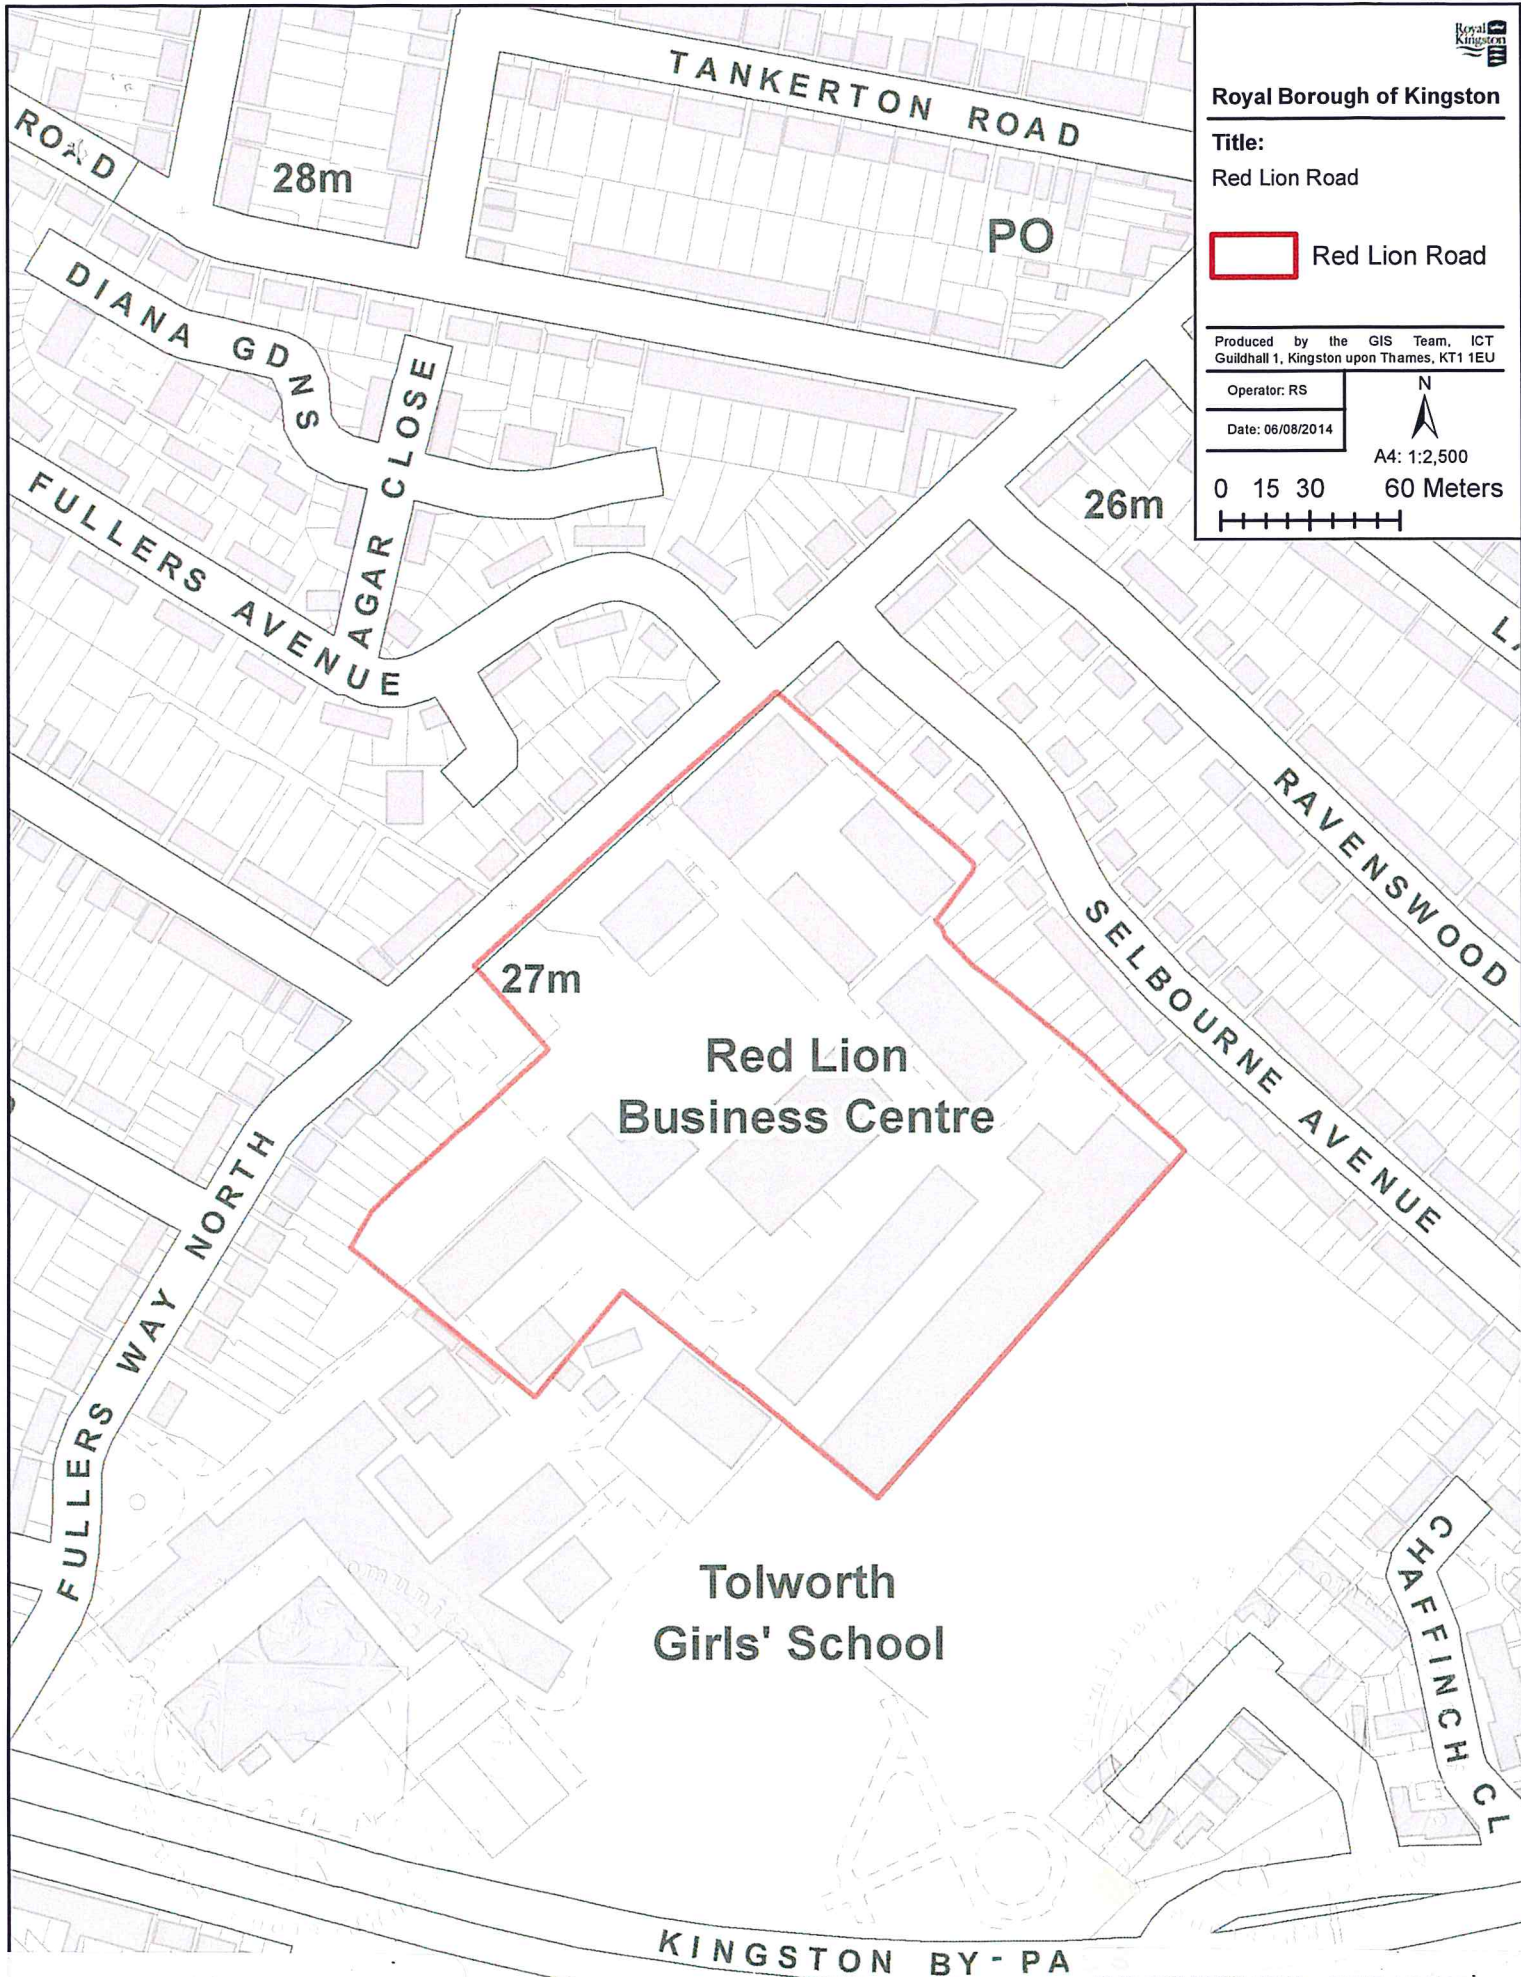 Royal
Kingston
Royal Borough of Kingston
Title:
Red Lion Road
Red Lion Road
Produced by the GIS Team, ICT
Guildhall 1, Kingston upon Thames, KT1 1EU
Operator: RS
Date: 06/08/2014
N
A4: 1:2,500
0 15 30 60 Meters
TANKERTON ROAD
ROAD
28m
PO
DIANA GDNS
AGAR CLOSE
FULLERS AVENUE
26m
RAVENSWOOD
SELBOURNE AVENUE
27m
Red Lion
Business Centre
FULLERS WAY NORTH
Tolworth
Girls' School
CHAFFINCH CL
KINGSTON BY-PA